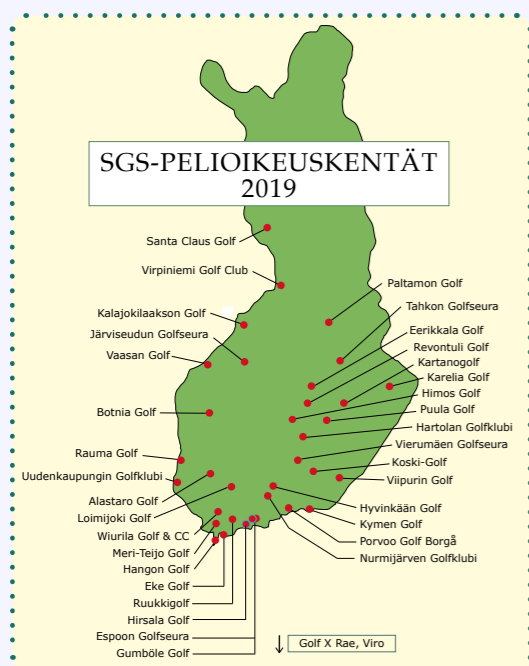 SGS-PELIOIKEUSKENTÄT
2019
Santa Claus Golf
Virpiniemi Golf Club
Kalajokilaakson Golf
Järviseudun Golfseura
Vaasan Golf
Botnia Golf
Rauma Golf
Uudenkaupungin Golfklubi
Alastaro Golf
Loimijoki Golf
Wiurila Golf & CC
Meri-Teijo Golf
Hangon Golf
Eke Golf
Ruukkigolf
Hirsala Golf
Espoon Golfseura
Gumböle Golf
Paltamon Golf
Tahkon Golfseura
Eerikkala Golf
Revontuli Golf
Kartanogolf
Karelia Golf
Himos Golf
Puula Golf
Hartolan Golfklubi
Vierumäen Golfseura
Koski-Golf
Viipurin Golf
Hyvinkään Golf
Kymen Golf
Porvoo Golf Borgå
Nurmijärven Golfklubi
Golf X Rae, Viro